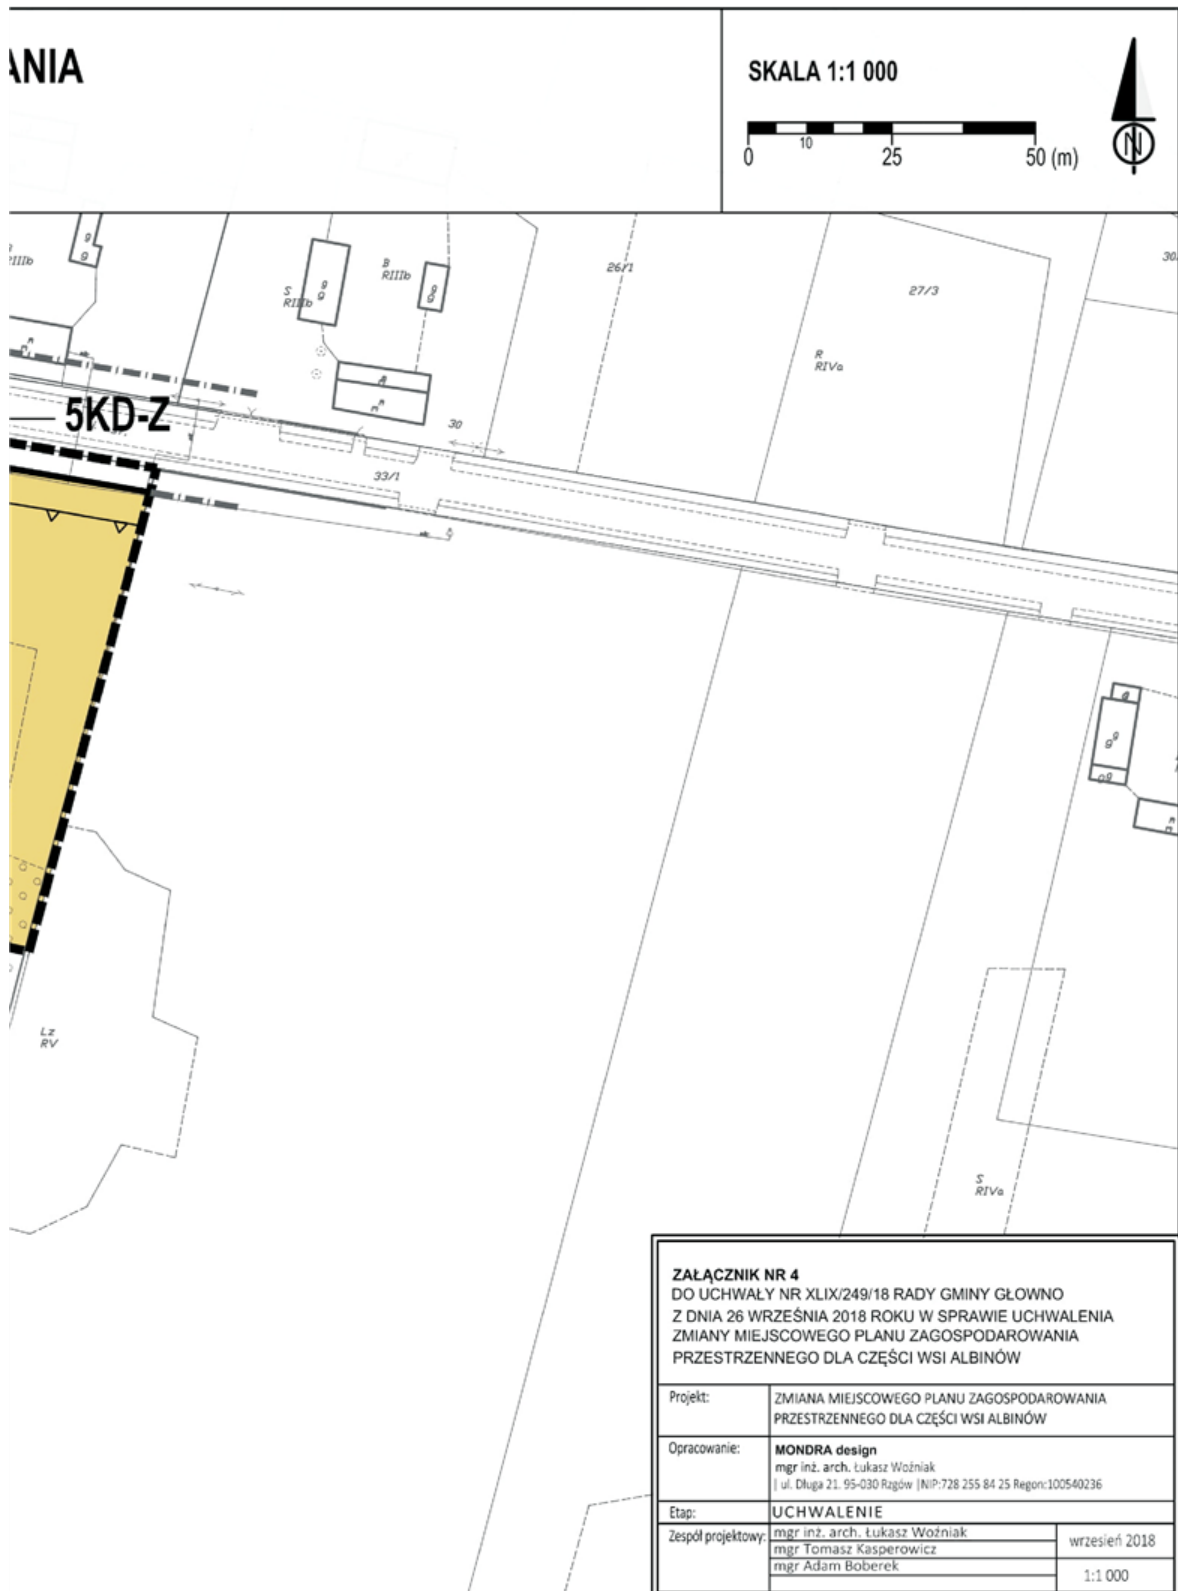 ANIA
SKALA 1:1 000
0
10
25
50 (m)
RIIIb
g
g
S
RIIIb
g
g
B
RIIIb
g
g
26/1
27/3
R
RIVa
30
m
n
5KD-Z
m
n
30
33/1
g
g
g
n
m
Lz
RV
S
RIVa
ZAŁĄCZNIK NR 4
DO UCHWAŁY NR XLIX/249/18 RADY GMINY GŁOWNO
Z DNIA 26 WRZEŚNIA 2018 ROKU W SPRAWIE UCHWALENIA
ZMIANY MIEJSCOWEGO PLANU ZAGOSPODAROWANIA
PRZESTRZENNEGO DLA CZĘŚCI WSI ALBINÓW
Projekt:
ZMIANA MIEJSCOWEGO PLANU ZAGOSPODAROWANIA
PRZESTRZENNEGO DLA CZĘŚCI WSI ALBINÓW
Opracowanie:
MONDRA design
mgr inż. arch. Łukasz Woźniak
| ul. Długa 21. 95-030 Rzgów |NIP:728 255 84 25 Regon:100540236
Etap:
UCHWALENIE
Zespół projektowy:
mgr inż. arch. Łukasz Woźniak
mgr Tomasz Kasperowicz
mgr Adam Boberek
wrzesień 2018
1:1 000